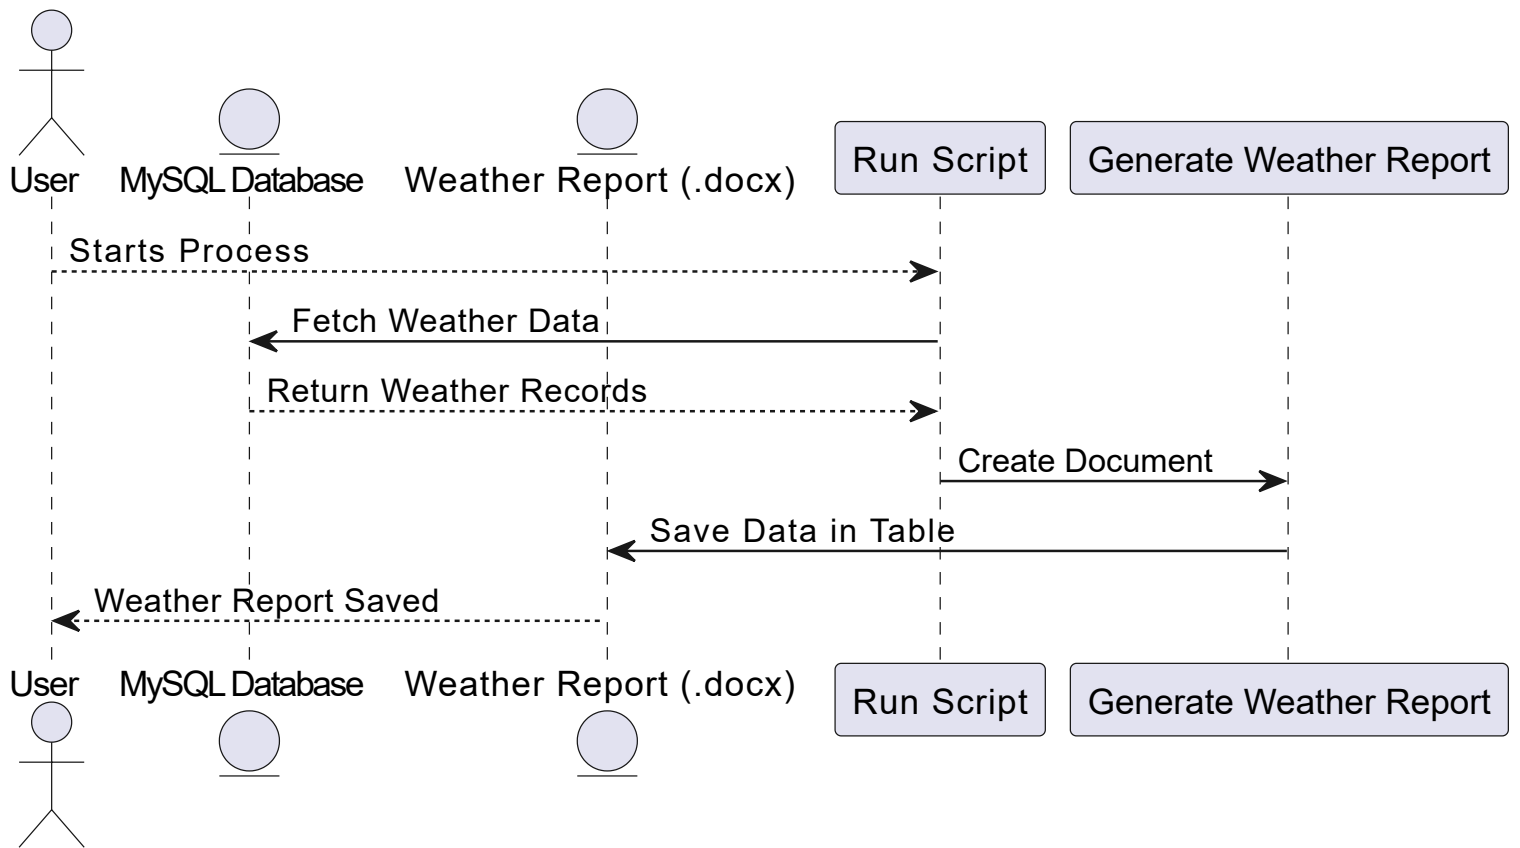 User
MySQL Database
Weather Report (.docx)
Run Script
Generate Weather Report
Starts Process
Fetch Weather Data
Return Weather Records
Create Document
Save Data in Table
Weather Report Saved
User
MySQL Database
Weather Report (.docx)
Run Script
Generate Weather Report